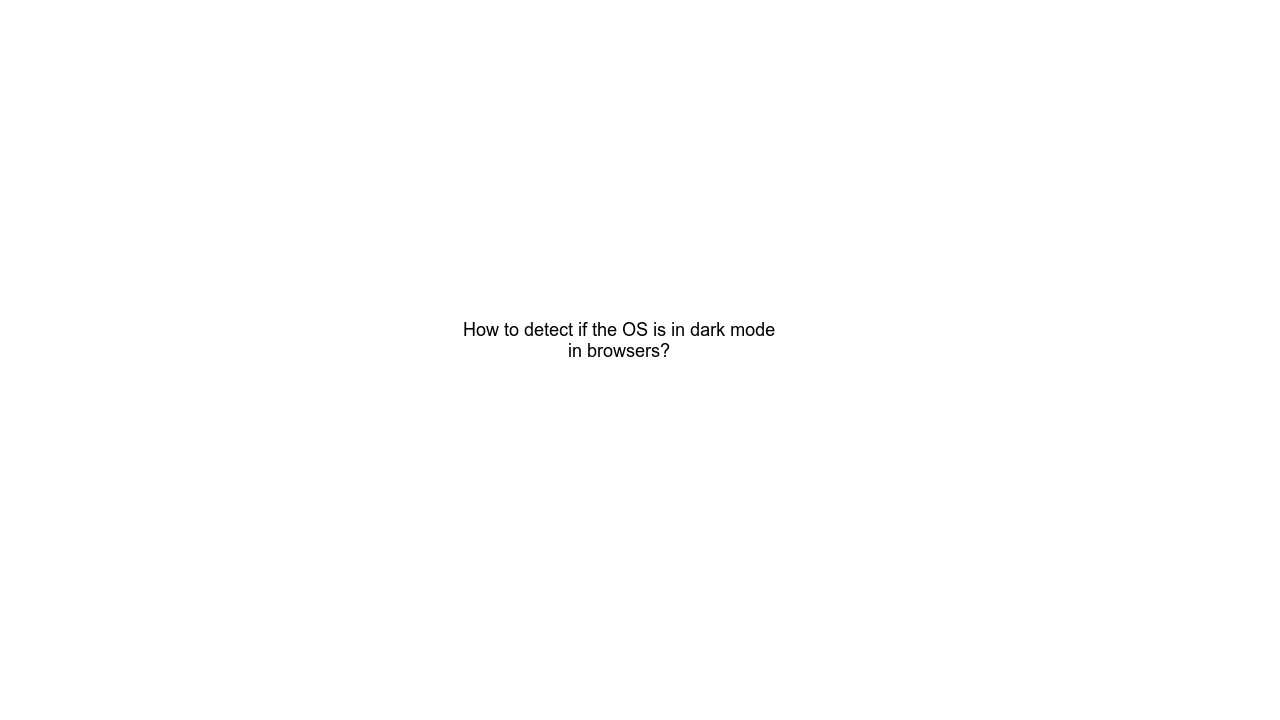 How to detect if the OS is in dark mode
in browsers?